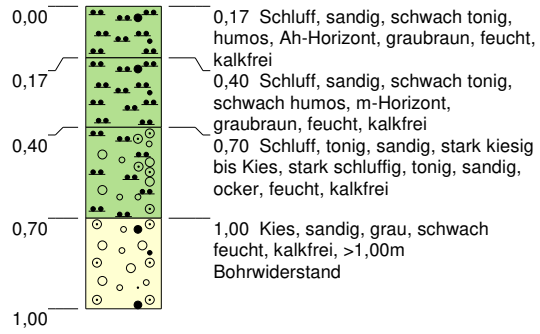 0,00
0,17 Schluff, sandig, schwach tonig,
humos, Ah-Horizont, graubraun, feucht,
kalkfrei
0,17
0,40 Schluff, sandig, schwach tonig,
schwach humos, m-Horizont,
graubraun, feucht, kalkfrei
0,40
0,70 Schluff, tonig, sandig, stark kiesig
bis Kies, stark schluffig, tonig, sandig,
ocker, feucht, kalkfrei
0,70
1,00 Kies, sandig, grau, schwach
feucht, kalkfrei, >1,00m
Bohrwiderstand
1,00